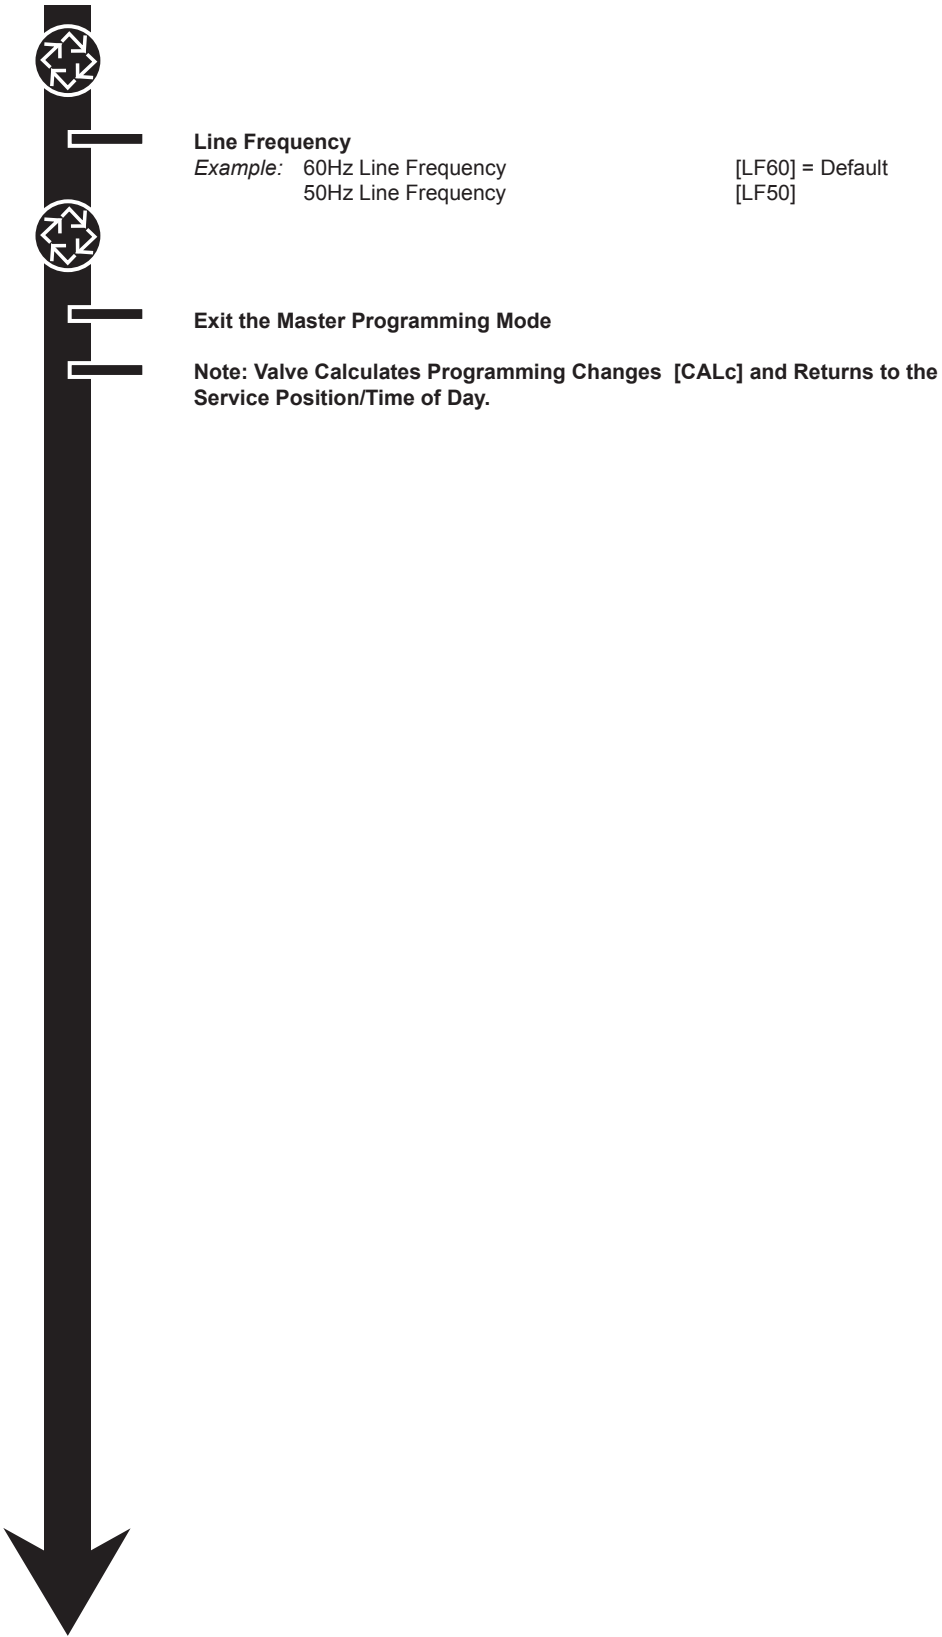 Line Frequency
Example: 60Hz Line Frequency [LF60] = Default
50Hz Line Frequency [LF50]
Exit the Master Programming Mode
Note: Valve Calculates Programming Changes [CALc] and Returns to the
Service Position/Time of Day.